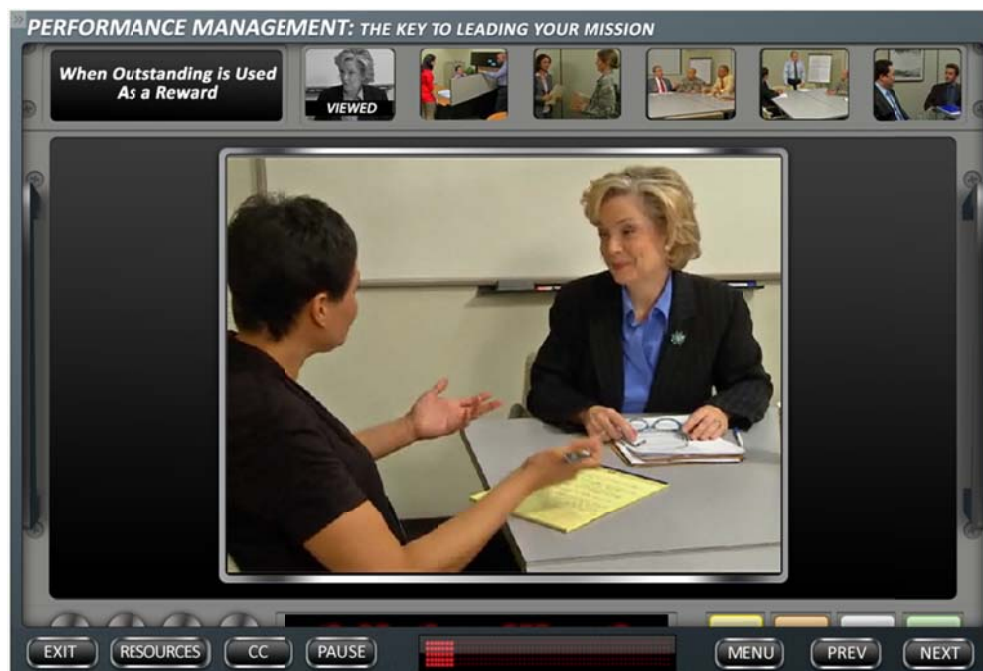 PERFORMANCE MANAGEMENT: THE KEY TO LEADING YOUR MISSION
When Outstanding is Used
As a Reward
VIEWED
EXIT
RESOURCES
CC
PAUSE
MENU
PREV
NEXT